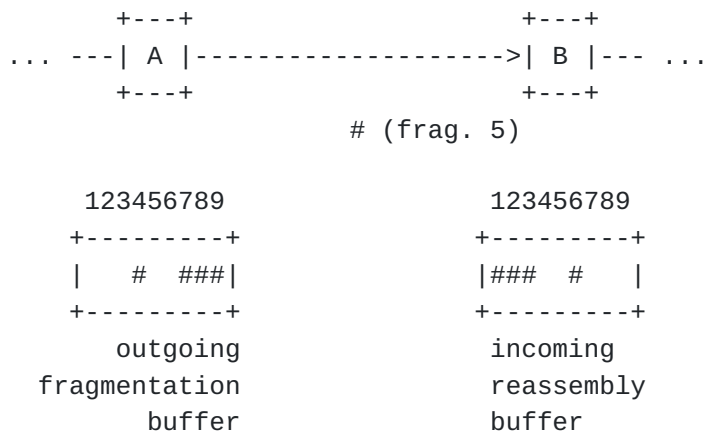 +---+                     +---+
... ---| A |-------------------->| B |--- ...
         +---+                     +---+
                       # (frag. 5)
     123456789                 123456789
    +---------+               +---------+
    |   #  ###|               |###  #   |
    +---------+               +---------+
       outgoing                incoming
  fragmentation                reassembly
         buffer                buffer